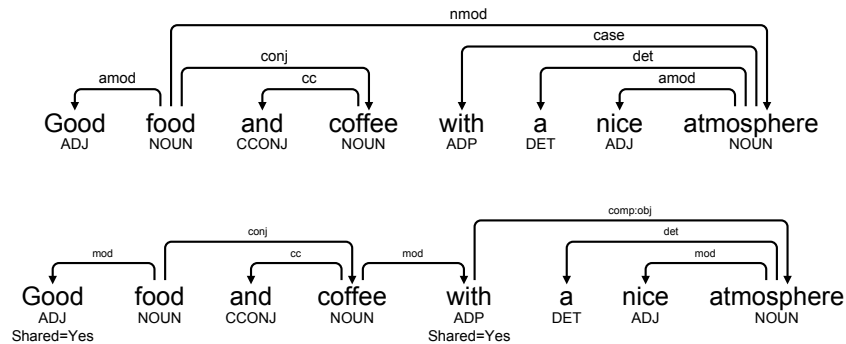 nmod
case
conj det
amod cc amod
Good food and coffee with a nice atmosphere
ADJ NOUN CCONJ NOUN ADP DET ADJ NOUN
comp:obj
conj det
mod cc mod mod
Good food and coffee with a nice atmosphere
ADJ NOUN CCONJ NOUN ADP DET ADJ NOUN
Shared=Yes Shared=Yes